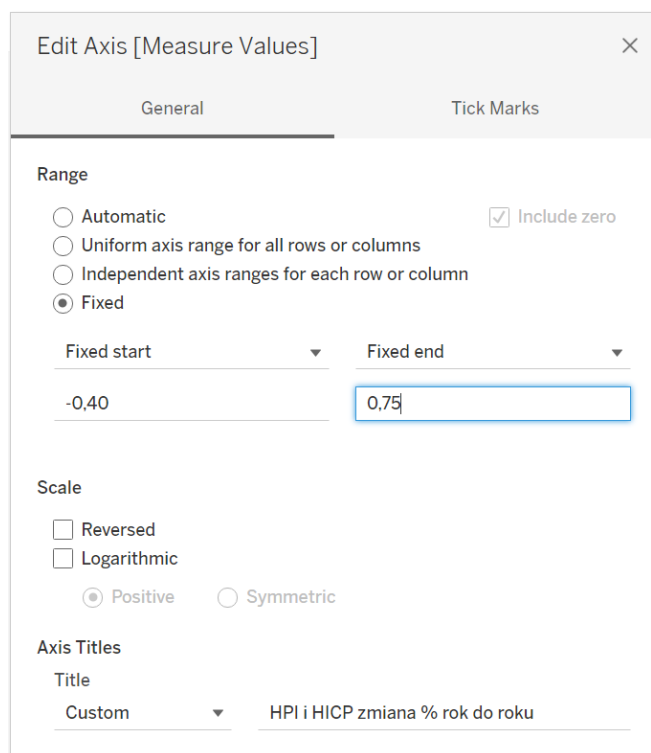 Edit Axis [Measure Values]
General Tick Marks
Range
Automatic Include zero
Uniform axis range for all rows or columns
Independent axis ranges for each row or column
Fixed
Fixed start Fixed end
-0,40 0,75
Scale
Reversed
Logarithmic
Positive Symmetric
Axis Titles
Title
Custom HPI i HICP zmiana % rok do roku